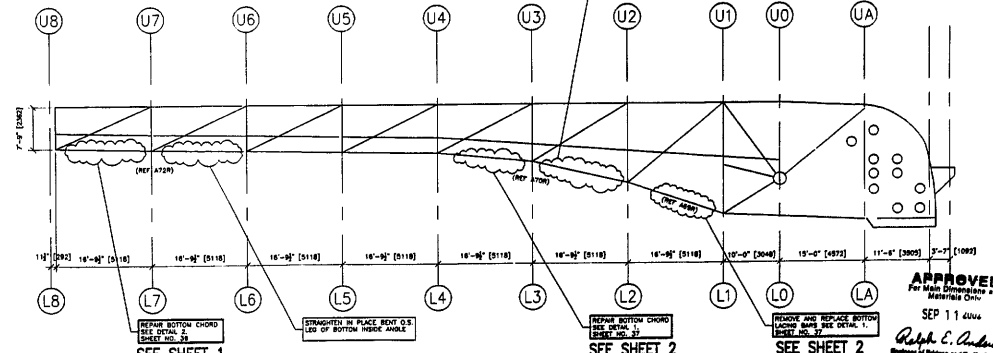 U8 U7 U6 U5 U4 U3 U2 U1 U0 UA
7'-9" [2362]
(REF A72R)
(REF A70R)
(REF A69R)
11½" [292] 16'-9½" [5118] 16'-9½" [5118] 16'-9½" [5118] 16'-9½" [5118] 16'-9½" [5118] 16'-9½" [5118] 16'-9½" [5118] 10'-0" [3048] 15'-0" [4572] 11'-6" [3505] 3'-7" [1092]
L8 L7 L6 L5 L4 L3 L2 L1 L0 LA
REPAIR BOTTOM CHORD
SEE DETAIL 2.
SHEET NO. 38
SEE SHEET 1
STRAIGHTEN IN PLACE BENT O.S.
LEG OF BOTTOM INSIDE ANGLE
REPAIR BOTTOM CHORD
SEE DETAIL 1.
SHEET NO. 37
SEE SHEET 2
REMOVE AND REPLACE BOTTOM
LACING BARS SEE DETAIL 1.
SHEET NO. 37
SEE SHEET 2
APPROVED
For Main Dimensions
Materials Only
SEP 11
Ralph E.